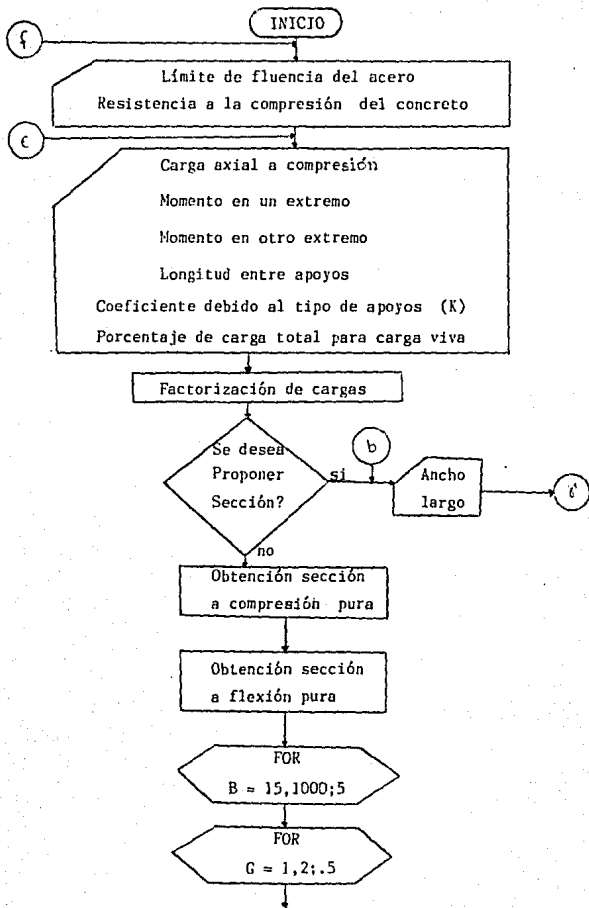 INICIO
f
Límite de fluencia del acero
Resistencia a la compresión del concreto
Carga axial a compresión
Momento en un extremo
Momento en otro extremo
Longitud entre apoyos
Coeficiente debido al tipo de apoyos (K)
Porcentaje de carga total para carga viva
Factorización de cargas
Se desea
Proponer
Sección?
si
b
Ancho
largo
no
Obtención sección
a compresión pura
Obtención sección
a flexión pura
FOR
B = 15,1000;5
FOR
G = 1,2;.5